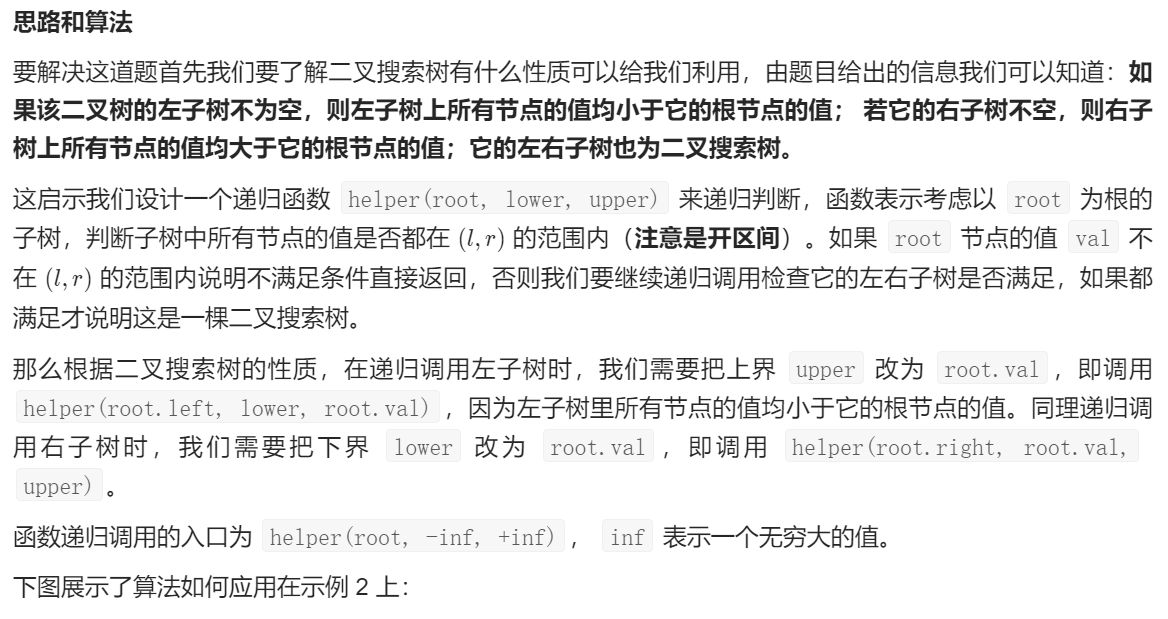 思路和算法
要解决这道题首先我们要了解二叉搜索树有什么性质可以给我们利用，由题目给出的信息我们可以知道：如
果该二叉树的左子树不为空，则左子树上所有节点的值均小于它的根节点的值； 若它的右子树不空，则右子
树上所有节点的值均大于它的根节点的值；它的左右子树也为二叉搜索树。
这启示我们设计一个递归函数 helper(root, lower, upper) 来递归判断，函数表示考虑以 root 为根的
子树，判断子树中所有节点的值是否都在 (l, r) 的范围内（注意是开区间）。如果 root 节点的值 val 不
在 (l, r) 的范围内说明不满足条件直接返回，否则我们要继续递归调用检查它的左右子树是否满足，如果都
满足才说明这是一棵二叉搜索树。
那么根据二叉搜索树的性质，在递归调用左子树时，我们需要把上界 upper 改为 root.val ，即调用
helper(root.left, lower, root.val) ，因为左子树里所有节点的值均小于它的根节点的值。同理递归调
用右子树时，我们需要把下界 lower 改为 root.val ，即调用 helper(root.right, root.val,
upper) 。
函数递归调用的入口为 helper(root, -inf, +inf) ， inf 表示一个无穷大的值。
下图展示了算法如何应用在示例 2 上：